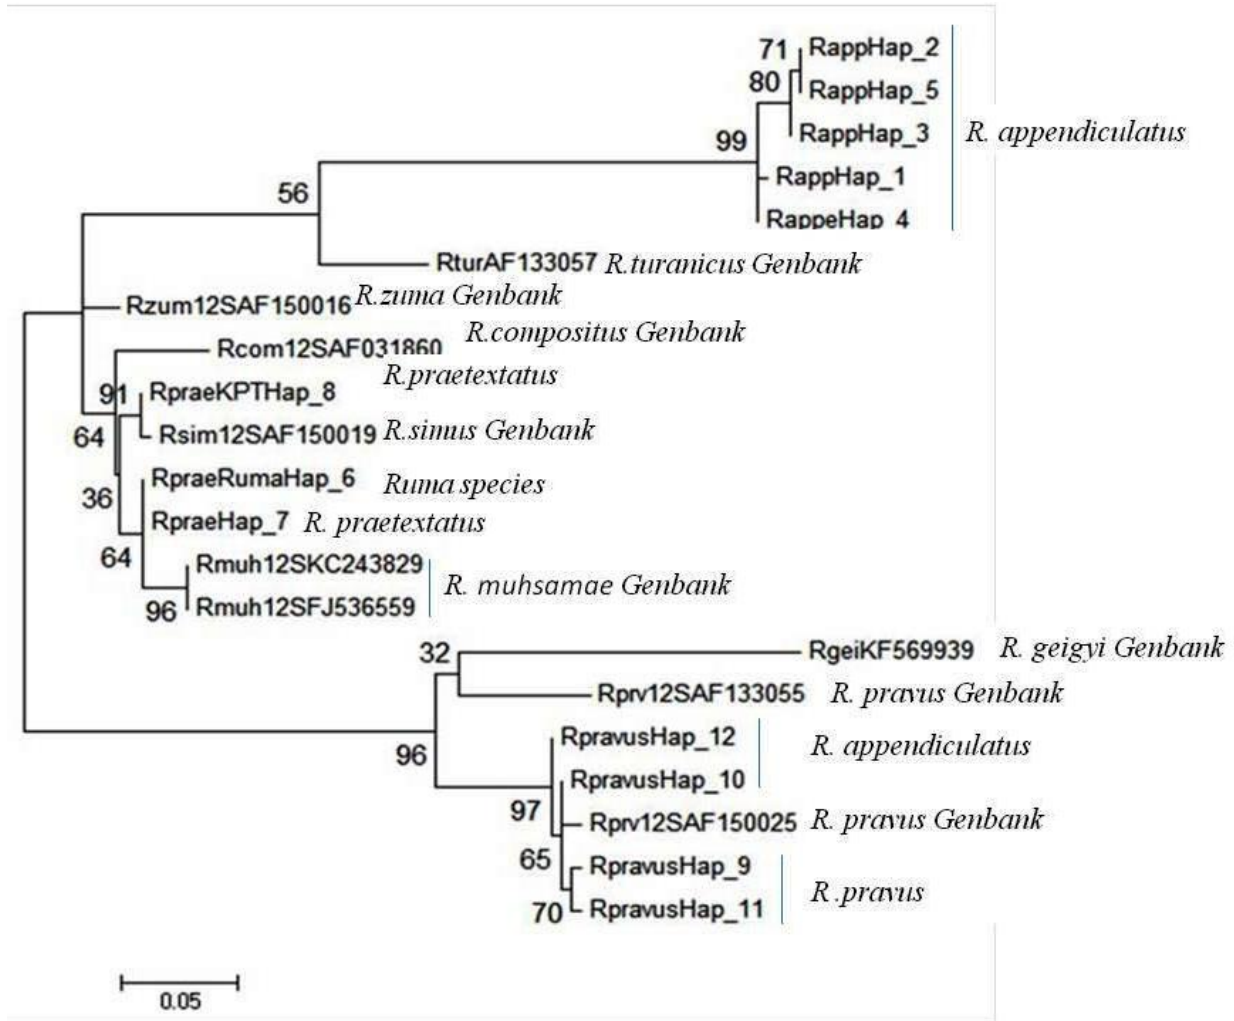 71 RappHap_2
80 RappHap_5
RappHap_3 R. appendiculatus
99
RappHap_1
56 RappeHap_4
RturAF133057 R.turanicus Genbank
Rzum12SAF150016 R.zuma Genbank
R.compositus Genbank
Rcom12SAF031860
R.praetextatus
91 RpraeKPTHap_8
64 Rsim12SAF150019 R.simus Genbank
RpraeRumaHap_6 Ruma species
36
RpraeHap_7 R. praetextatus
64 Rmuh12SKC243829
R. muhsamae Genbank
96 Rmuh12SFJ536559
32 RgeiKF569939 R. geigyi Genbank
Rprv12SAF133055 R. pravus Genbank
96 RpravusHap_12 R. appendiculatus
RpravusHap_10
97 Rprv12SAF150025 R. pravus Genbank
65 RpravusHap_9
R .pravus
70 RpravusHap_11
0.05